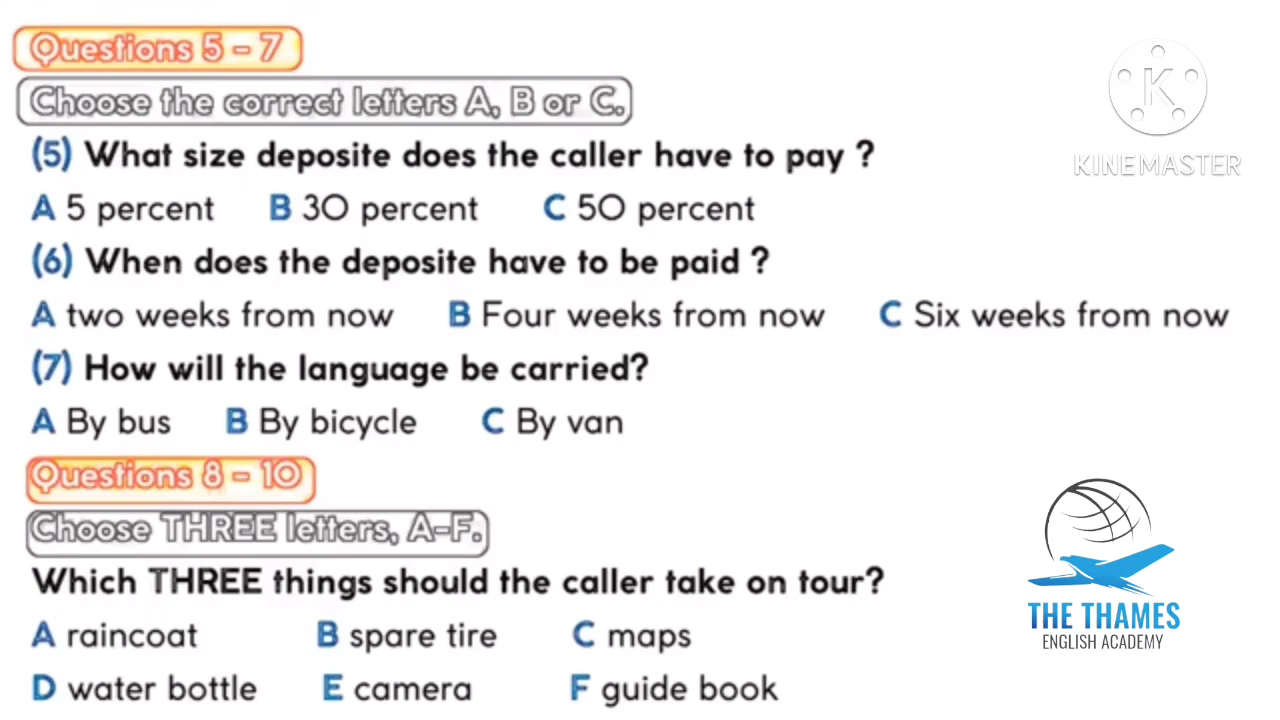 Questions 5 - 7
Choose the correct letters A, B or C.
(5) What size deposite does the caller have to pay ?
A 5 percent B 30 percent C 50 percent
(6) When does the deposite have to be paid ?
A two weeks from now B Four weeks from now C Six weeks from now
(7) How will the language be carried?
A By bus B By bicycle C By van
Questions 8 - 10
Choose THREE letters, A-F.
Which THREE things should the caller take on tour?
A raincoat B spare tire C maps
D water bottle E camera F guide book
K
KINEMASTER
THE THAMES
ENGLISH ACADEMY